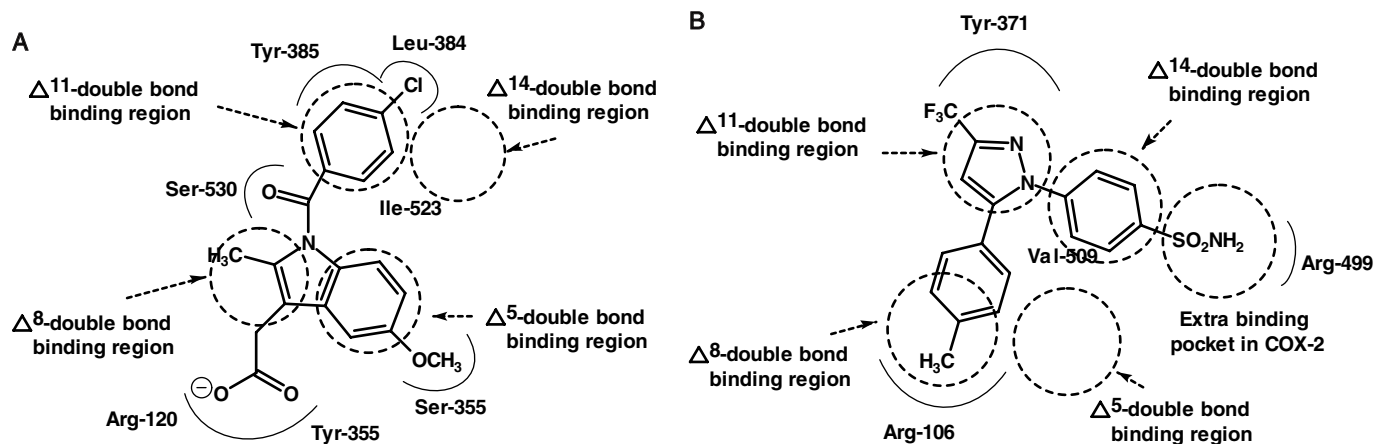 A
Tyr-385
Leu-384
Δ11-double bond
binding region
Cl
Δ14-double bond
binding region
Ser-530
O
Ile-523
N
H3C
Δ8-double bond
binding region
Δ5-double bond
binding region
OCH3
⊖O
O
Ser-355
Arg-120
Tyr-355
B
Tyr-371
Δ14-double bond
binding region
F3C
Δ11-double bond
binding region
N
N
Val-509
SO2NH2
Arg-499
Extra binding
pocket in COX-2
Δ8-double bond
binding region
H3C
Δ5-double bond
binding region
Arg-106